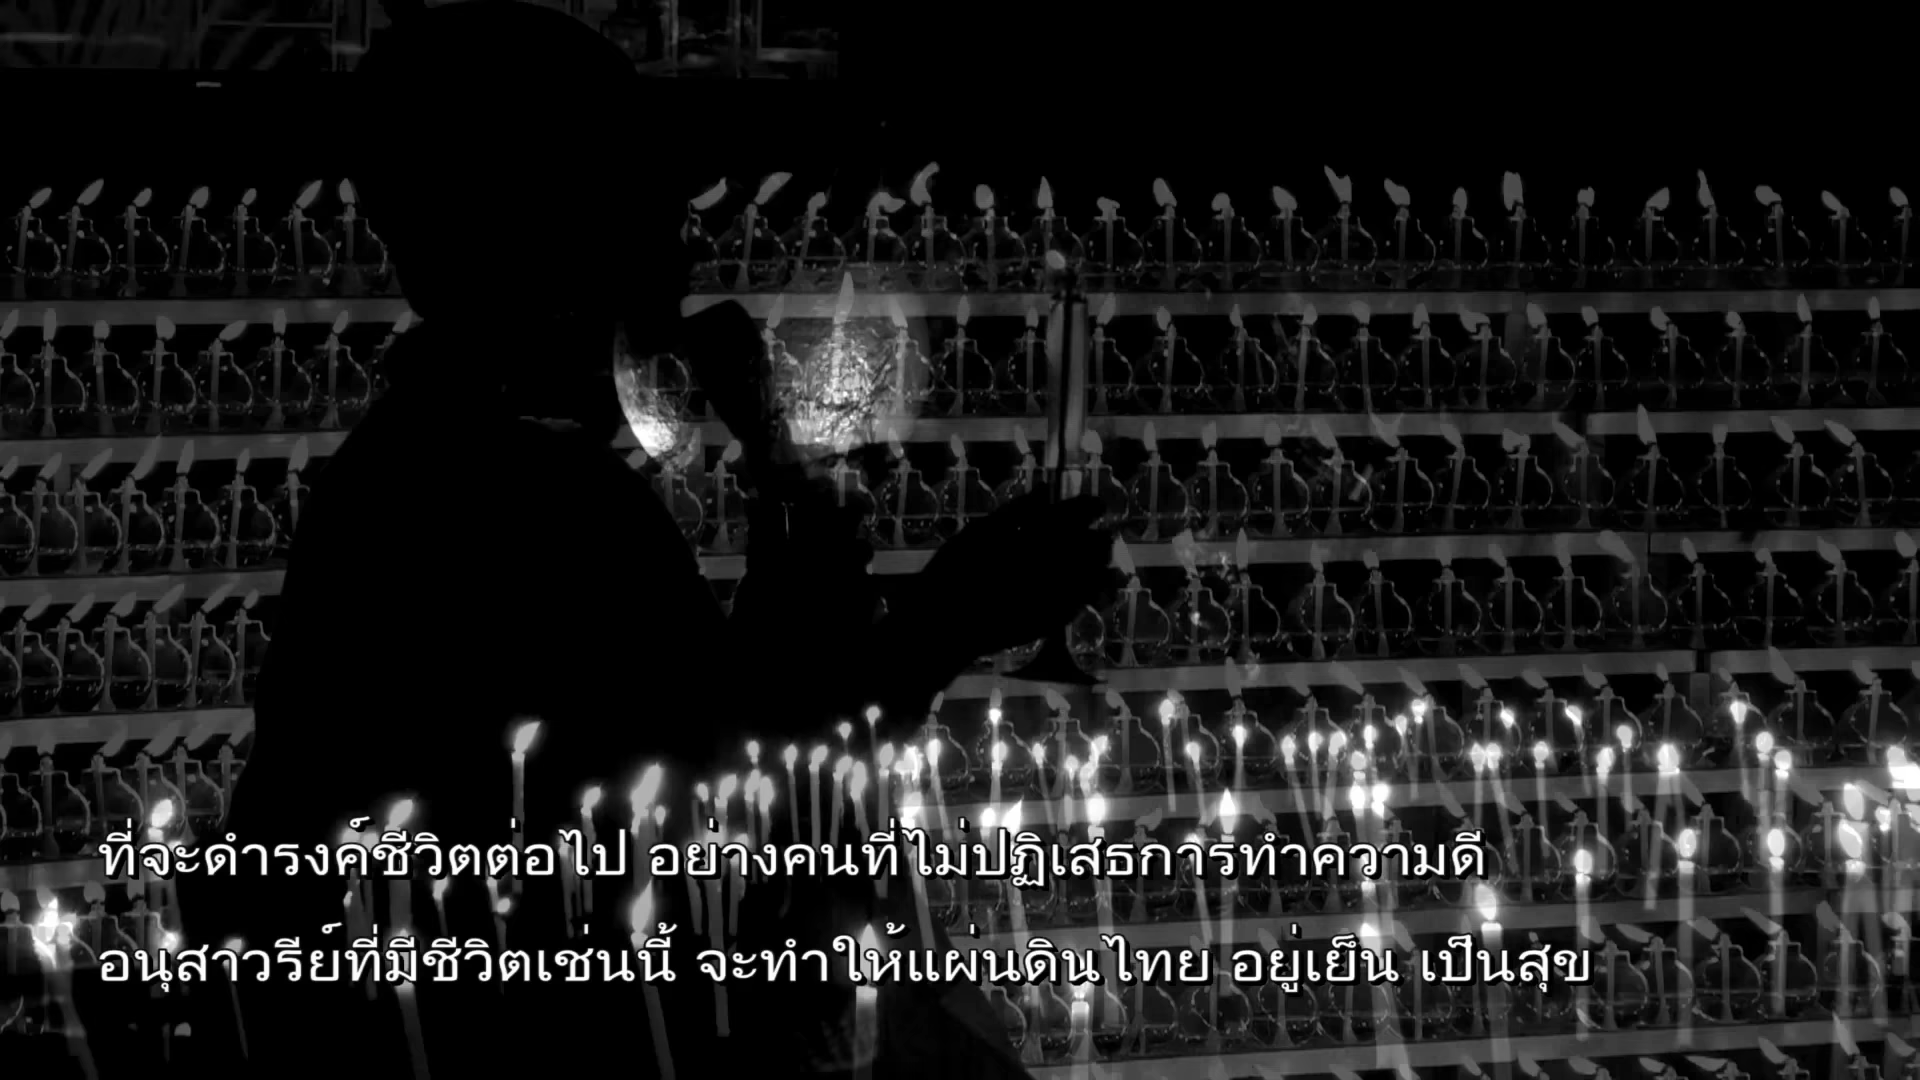 ที่จะดำรงค์ชีวิตต่อไป อย่างคนที่ไม่ปฏิเสธการทำความดี
อนุสาวรีย์ที่มีชีวิตเช่นนี้ จะทำให้แผ่นดินไทย อยู่เย็น เป็นสุข